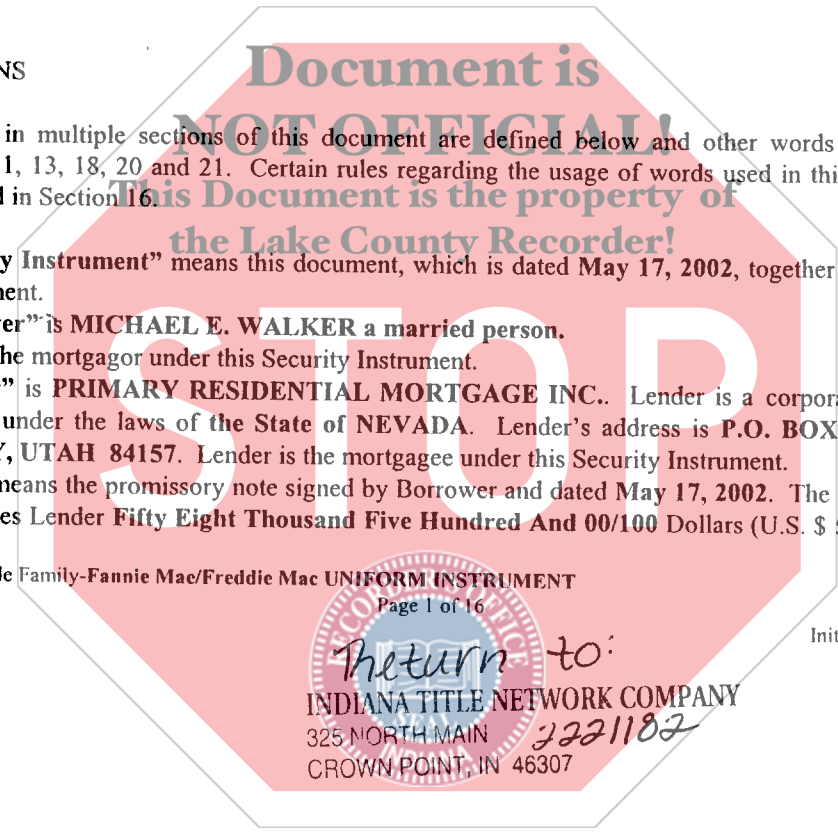 Document is
NS
NOT OFFICIAL!
in multiple sections of this document are defined below and other words
1, 13, 18, 20 and 21. Certain rules regarding the usage of words used in thi
This Document is the property of
in Section 16.
the Lake County Recorder!
y Instrument” means this document, which is dated May 17, 2002, together
ent.
er” is MICHAEL E. WALKER a married person.
he mortgagor under this Security Instrument.
” is PRIMARY RESIDENTIAL MORTGAGE INC.. Lender is a corpora
under the laws of the State of NEVADA. Lender's address is P.O. BOX
Y, UTAH 84157. Lender is the mortgagee under this Security Instrument.
means the promissory note signed by Borrower and dated May 17, 2002. The
es Lender Fifty Eight Thousand Five Hundred And 00/100 Dollars (U.S. $
STOP
le Family-Fannie Mae/Freddie Mac UNIFORM INSTRUMENT
Page 1 of 16
Init
RECORDER'S OFFICE
SEAL
INDIANA
Return to:
INDIANA TITLE NETWORK COMPANY
325 NORTH MAIN 2221182
CROWN POINT, IN 46307